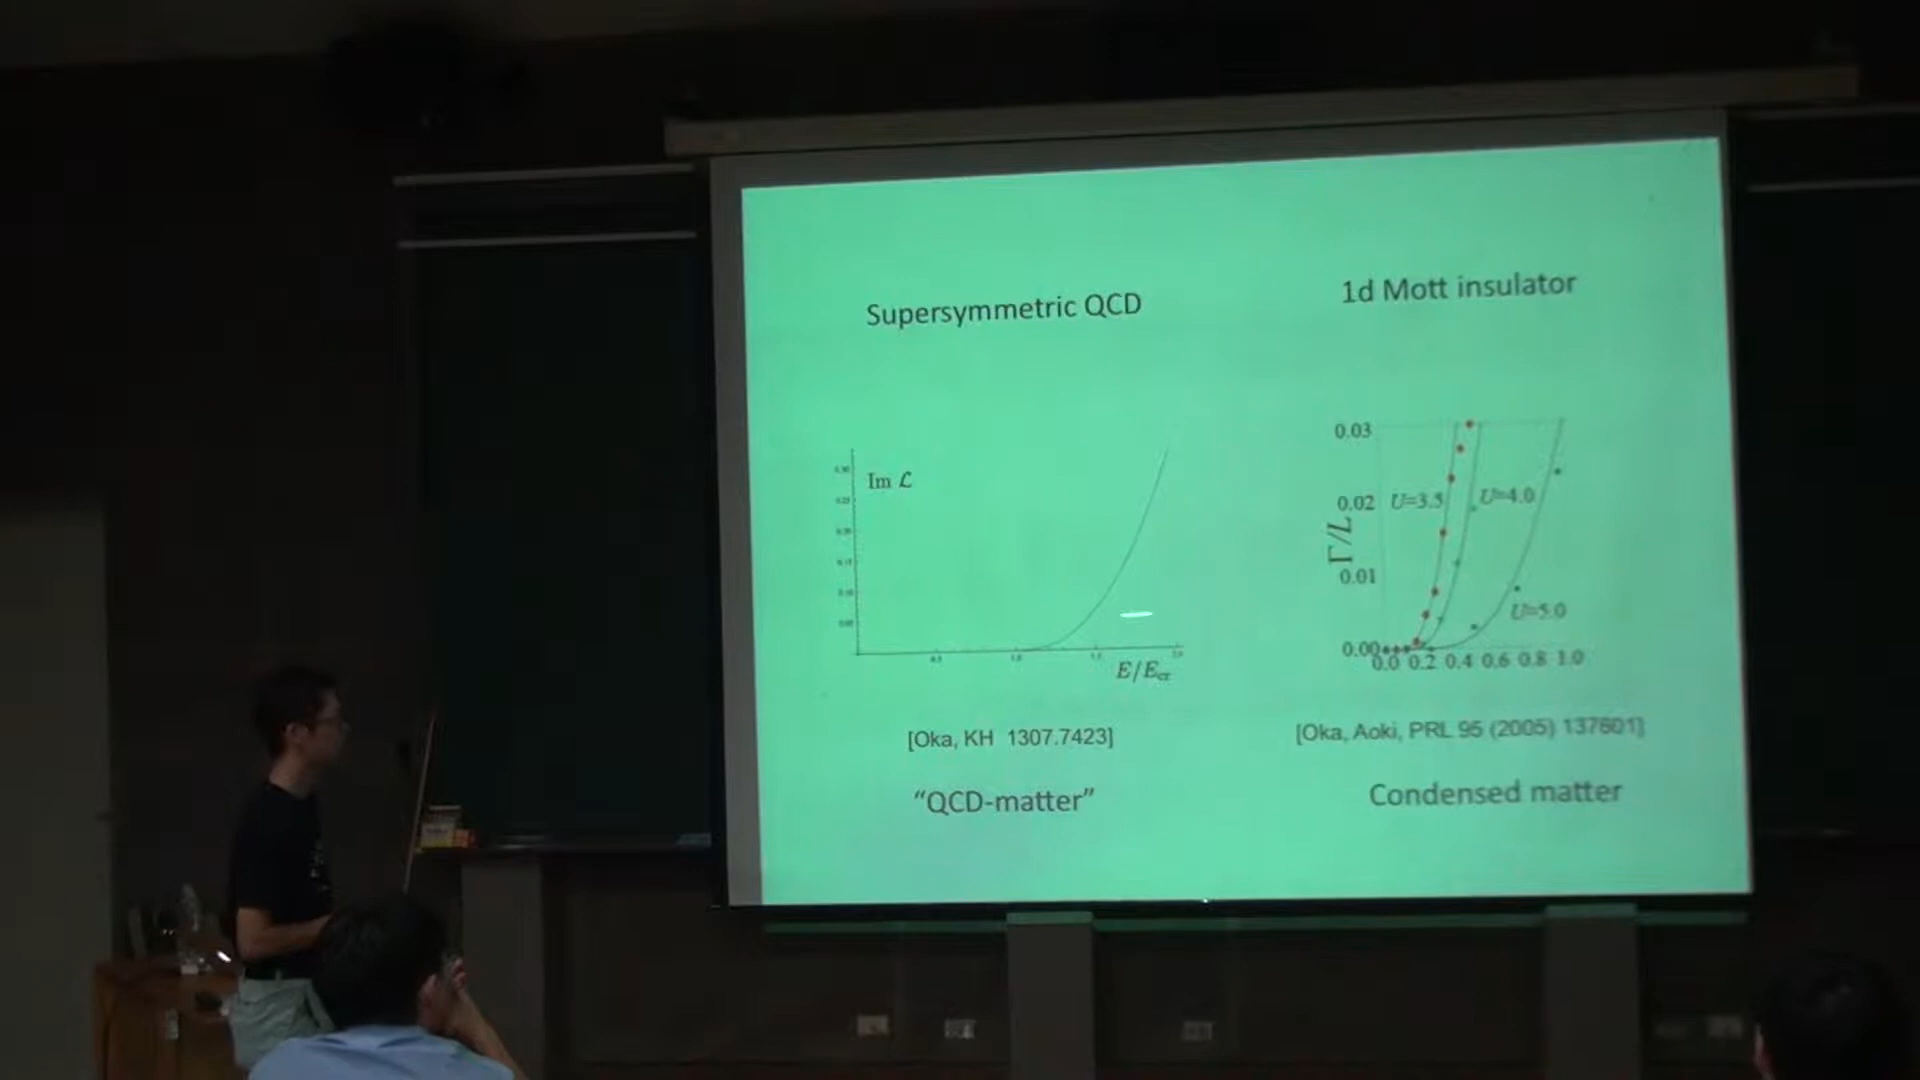 Supersymmetric QCD
1d Mott insulator
Im ℒ
E/E_cr
0.03
0.02
0.01
0.00
Γ/L
U=3.5
U=4.0
U=5.0
0.0 0.2 0.4 0.6 0.8 1.0
[Oka, KH 1307.7423]
[Oka, Aoki, PRL 95 (2005) 137601]
"QCD-matter"
Condensed matter